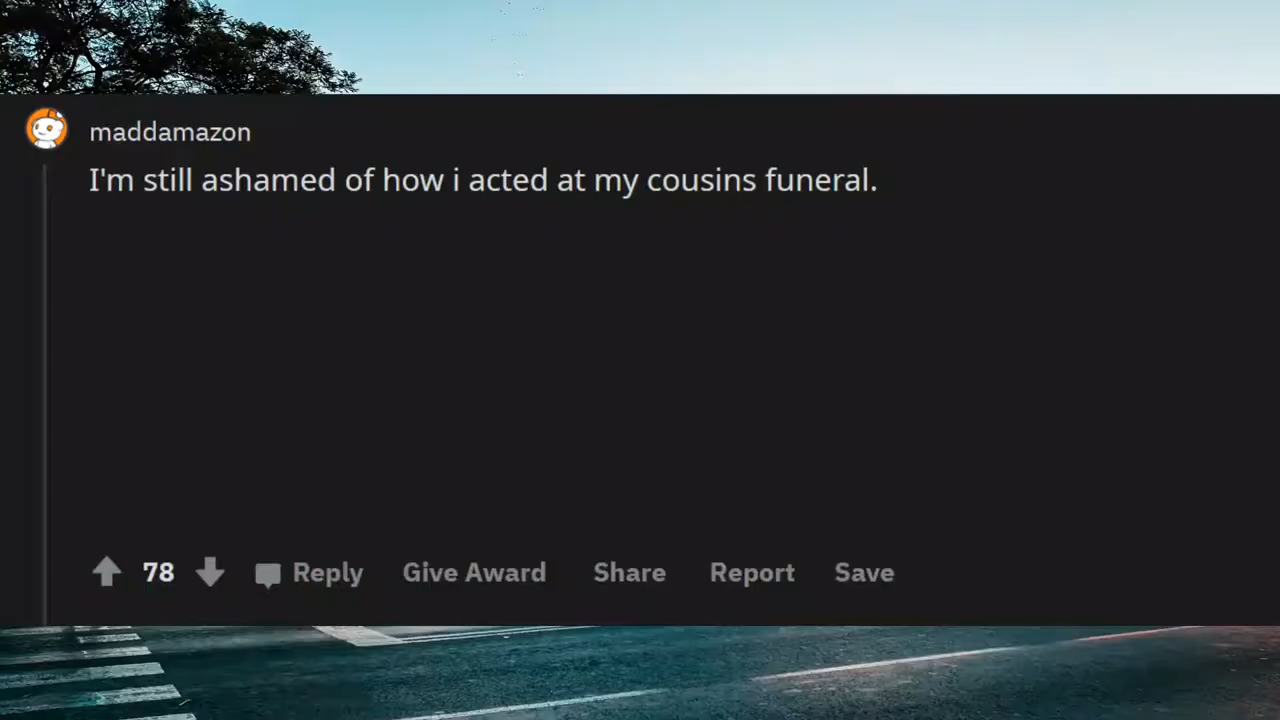 maddamazon
I'm still ashamed of how i acted at my cousins funeral.
78 Reply Give Award Share Report Save